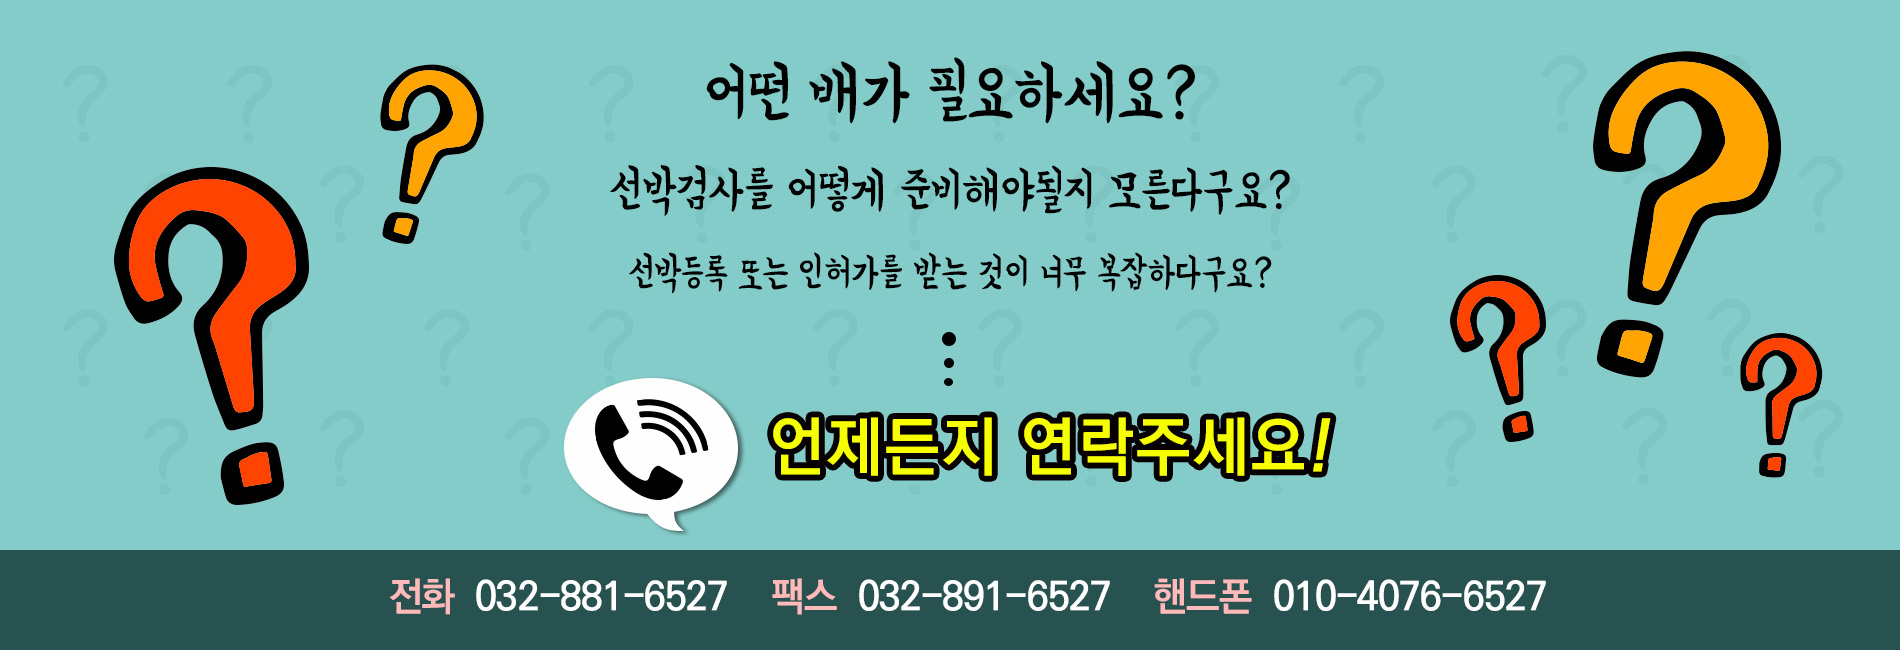 어떤 배가 필요하세요?
선박검사를 어떻게 준비해야될지 모른다구요?
선박등록 또는 인허가를 받는 것이 너무 복잡하다구요?
언제든지 연락주세요!
전화 032-881-6527 팩스 032-891-6527 핸드폰 010-4076-6527